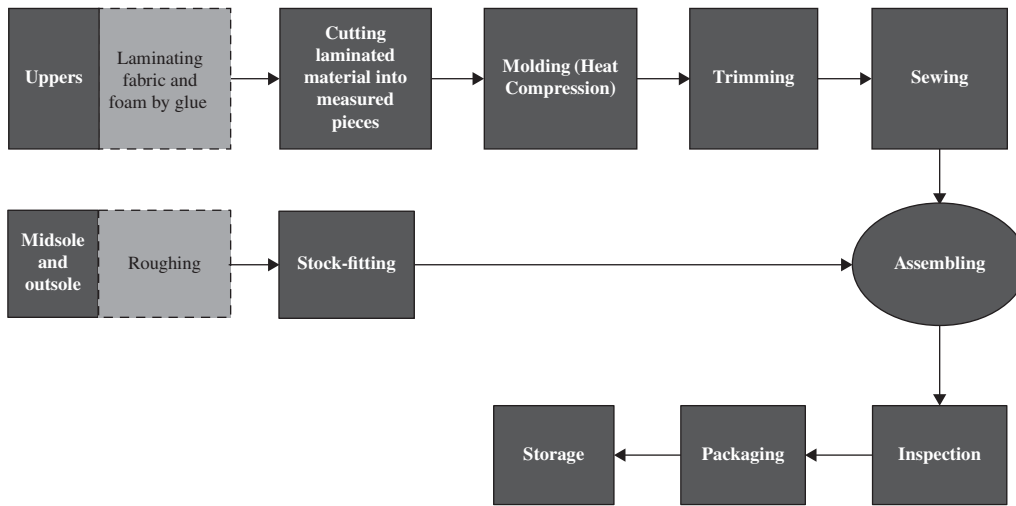 Uppers
Laminating
fabric and
foam by glue
Cutting
laminated
material into
measured
pieces
Molding (Heat
Compression)
Trimming
Sewing
Midsole
and
outsole
Roughing
Stock-fitting
Assembling
Storage
Packaging
Inspection